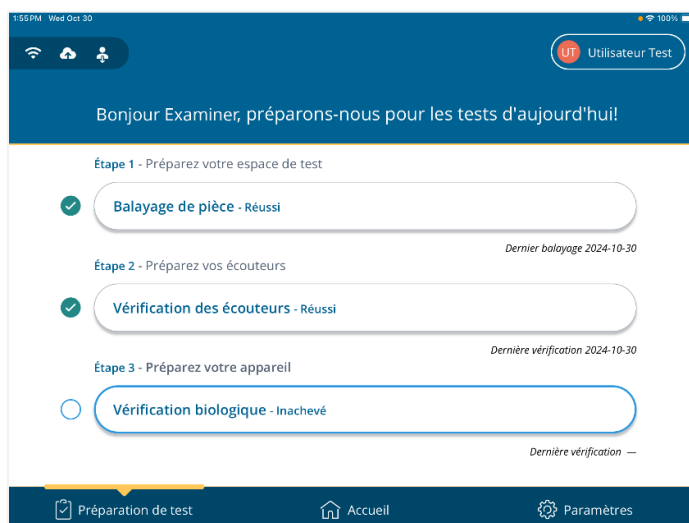 1:55 PM Wed Oct 30
100%
UT Utilisateur Test
Bonjour Examiner, préparons-nous pour les tests d'aujourd'hui!
Étape 1 - Préparez votre espace de test
Balayage de pièce - Réussi
Dernier balayage 2024-10-30
Étape 2 - Préparez vos écouteurs
Vérification des écouteurs - Réussi
Dernière vérification 2024-10-30
Étape 3 - Préparez votre appareil
Vérification biologique - Inachevé
Dernière vérification —
Préparation de test
Accueil
Paramètres